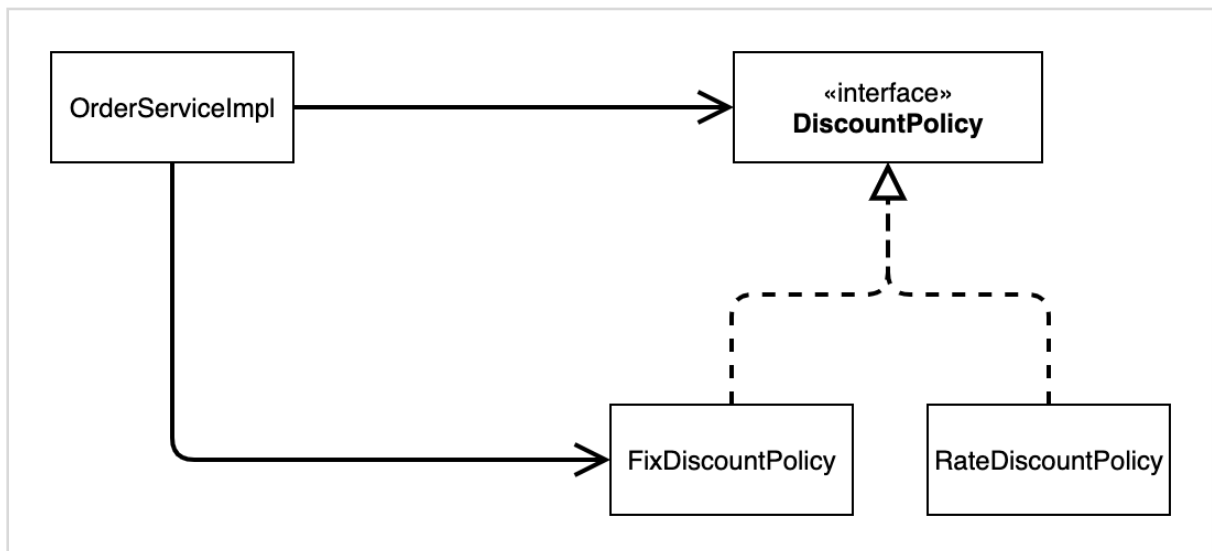 OrderServiceImpl
«interface»
DiscountPolicy
FixDiscountPolicy
RateDiscountPolicy